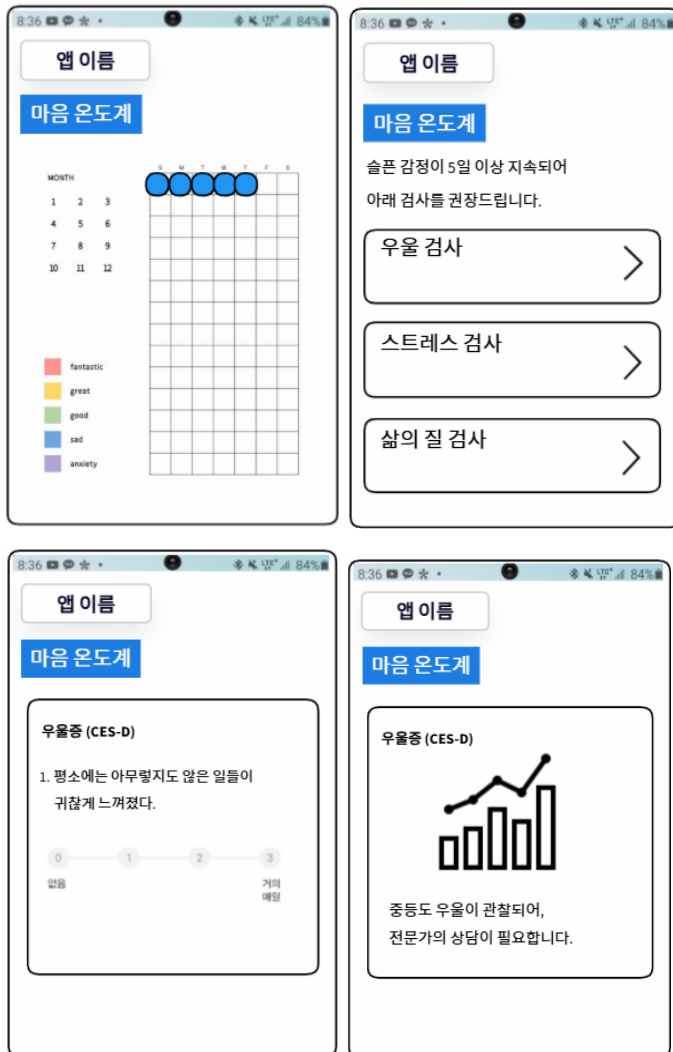 8:36 84%
앱 이름
마음 온도계
MONTH
1 2 3
4 5 6
7 8 9
10 11 12
S M T W T F S
fantastic
great
good
sad
anxiety
8:36 84%
앱 이름
마음 온도계
슬픈 감정이 5일 이상 지속되어
아래 검사를 권장드립니다.
우울 검사
스트레스 검사
삶의 질 검사
8:36 84%
앱 이름
마음 온도계
우울증 (CES-D)
1. 평소에는 아무렇지도 않은 일들이
귀찮게 느껴졌다.
0 1 2 3
없음 거의
매일
8:36 84%
앱 이름
마음 온도계
우울증 (CES-D)
중등도 우울이 관찰되어,
전문가의 상담이 필요합니다.